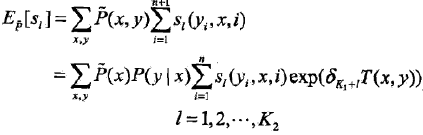 E_{\tilde{P}}[s_l] = \sum_{x,y} \tilde{P}(x,y) \sum_{i=1}^{n+1} s_l(y_i,x,i)
= \sum_{x,y} \tilde{P}(x)P(y|x) \sum_{i=1}^{n} s_l(y_i,x,i) exp(\delta_{K_1+l} T(x,y))
l = 1,2,⋯,K_2